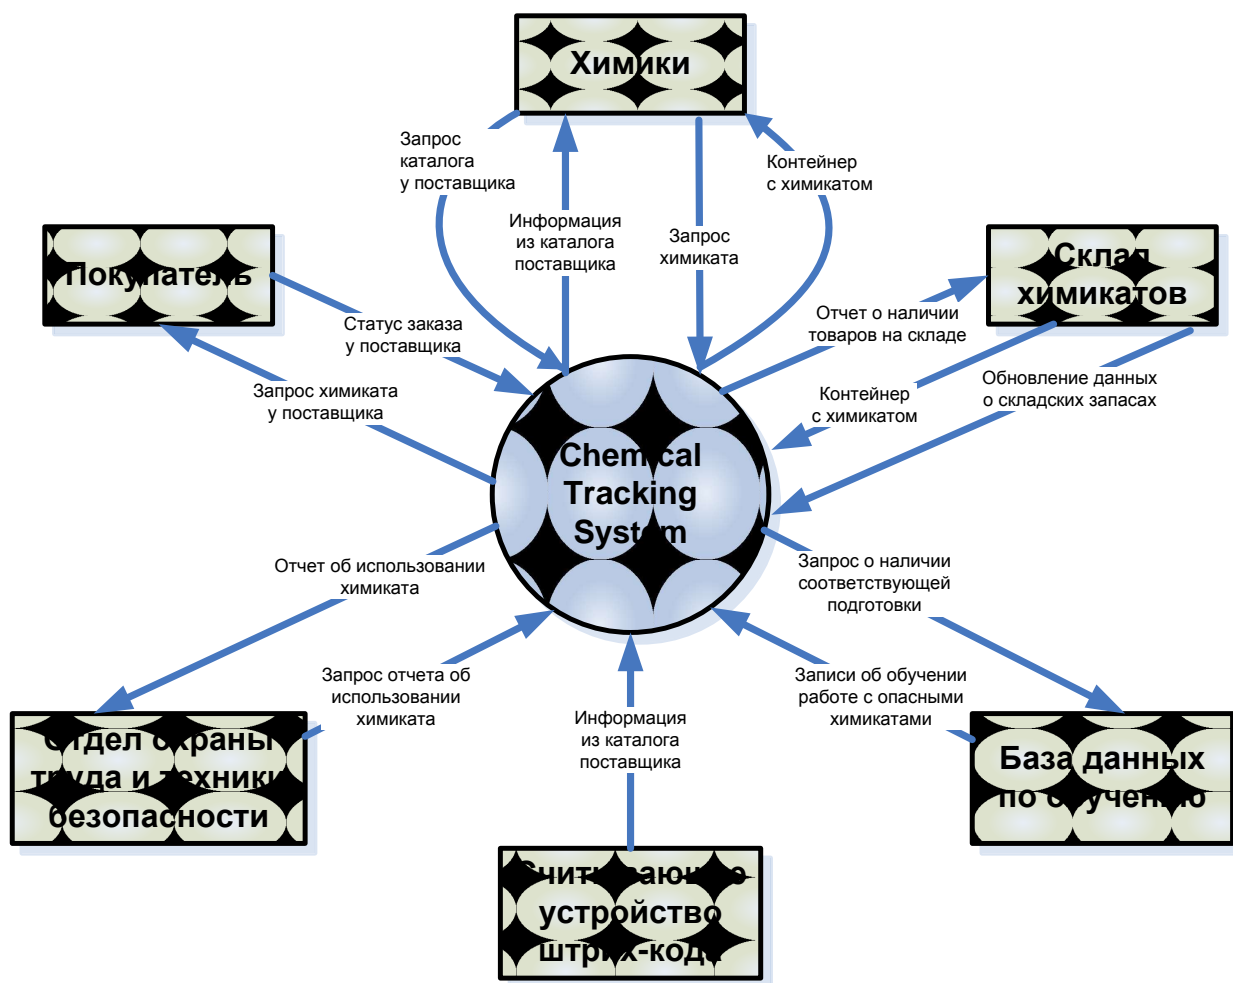 Химики
Запрос
каталога
у поставщика
Информация
из каталога
поставщика
Запрос
химиката
Контейнер
с химикатом
Покупатель
Склад
химикатов
Статус заказа
у поставщика
Отчет о наличии
товаров на складе
Запрос химиката
у поставщика
Контейнер
с химикатом
Обновление данных
о складских запасах
Chemical
Tracking
System
Отчет об использовании
химиката
Запрос о наличии
соответствующей
подготовки
Запрос отчета об
использовании
химиката
Информация
из каталога
поставщика
Записи об обучении
работе с опасными
химикатами
Отдел охраны
труда и техники
безопасности
База данных
по обучению
Считывающее
устройство
штрих-кода